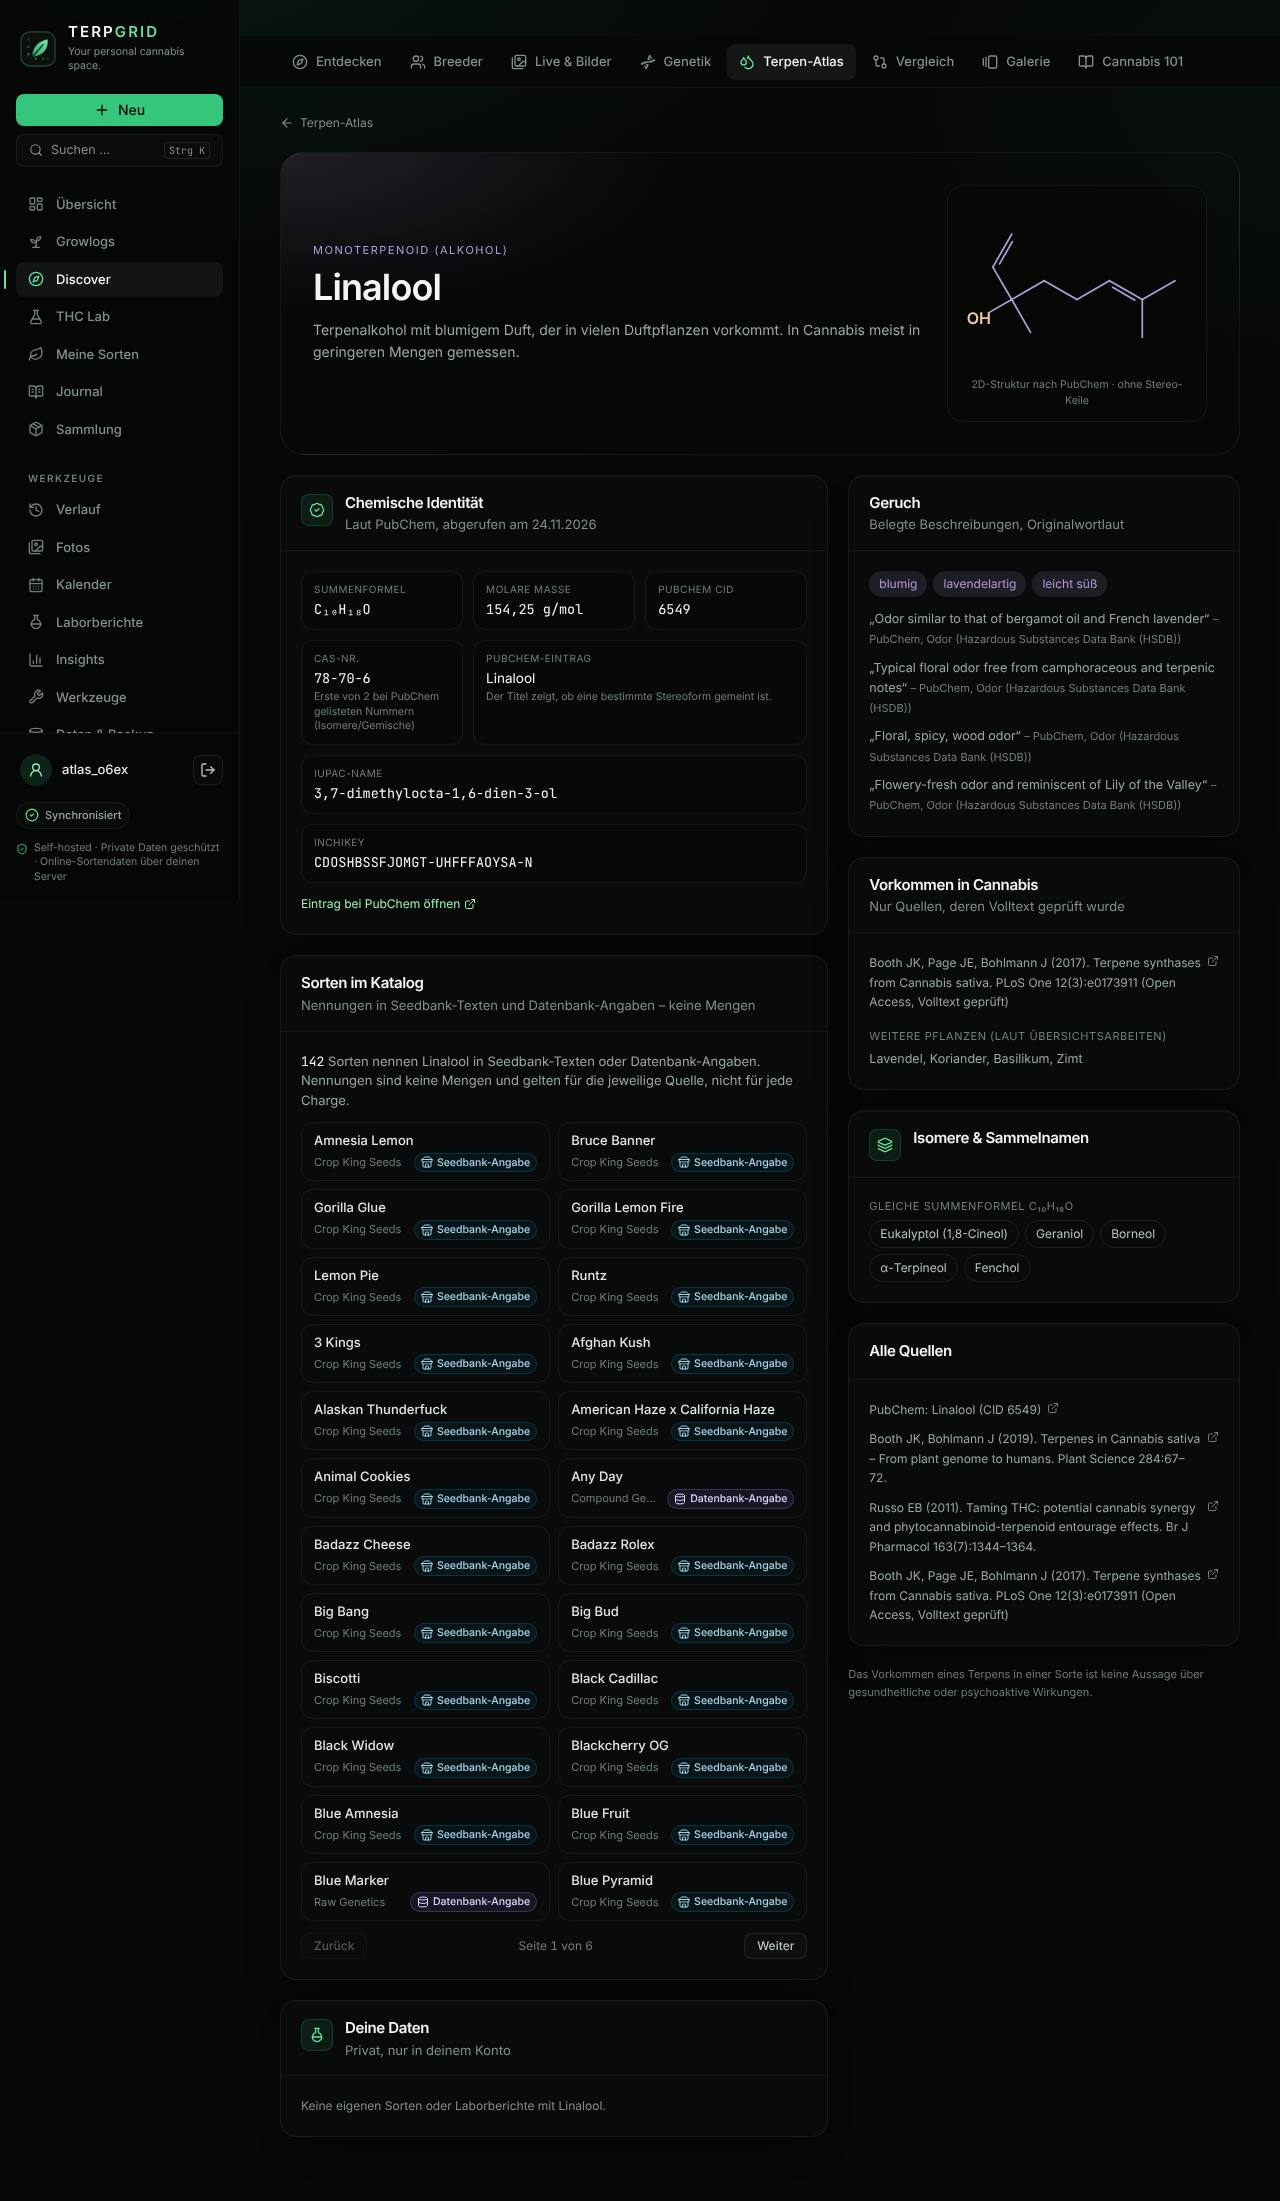 TERPGRID
Your personal cannabis
space.
Neu
Suchen ...
Strg K
Übersicht
Growlogs
Discover
THC Lab
Meine Sorten
Journal
Sammlung
WERKZEUGE
Verlauf
Fotos
Kalender
Laborberichte
Insights
Werkzeuge
Daten & Backup
atlas_o6ex
Synchronisiert
Self-hosted · Private Daten geschützt
· Online-Sortendaten über deinen
Server
Entdecken
Breeder
Live & Bilder
Genetik
Terpen-Atlas
Vergleich
Galerie
Cannabis 101
Terpen-Atlas
MONOTERPENOID (ALKOHOL)
Linalool
Terpenalkohol mit blumigem Duft, der in vielen Duftpflanzen vorkommt. In Cannabis meist in
geringeren Mengen gemessen.
OH
2D-Struktur nach PubChem · ohne Stereo-
Keile
Chemische Identität
Laut PubChem, abgerufen am 24.11.2026
SUMMENFORMEL
C₁₀H₁₈O
MOLARE MASSE
154,25 g/mol
PUBCHEM CID
6549
CAS-NR.
78-70-6
Erste von 2 bei PubChem
gelisteten Nummern
(Isomere/Gemische)
PUBCHEM-EINTRAG
Linalool
Der Titel zeigt, ob eine bestimmte Stereoform gemeint ist.
IUPAC-NAME
3,7-dimethylocta-1,6-dien-3-ol
INCHIKEY
CDOSHBSSFJOMGT-UHFFFAOYSA-N
Eintrag bei PubChem öffnen
Sorten im Katalog
Nennungen in Seedbank-Texten und Datenbank-Angaben – keine Mengen
142 Sorten nennen Linalool in Seedbank-Texten oder Datenbank-Angaben.
Nennungen sind keine Mengen und gelten für die jeweilige Quelle, nicht für jede
Charge.
Amnesia Lemon
Crop King Seeds Seedbank-Angabe
Bruce Banner
Crop King Seeds Seedbank-Angabe
Gorilla Glue
Crop King Seeds Seedbank-Angabe
Gorilla Lemon Fire
Crop King Seeds Seedbank-Angabe
Lemon Pie
Crop King Seeds Seedbank-Angabe
Runtz
Crop King Seeds Seedbank-Angabe
3 Kings
Crop King Seeds Seedbank-Angabe
Afghan Kush
Crop King Seeds Seedbank-Angabe
Alaskan Thunderfuck
Crop King Seeds Seedbank-Angabe
American Haze x California Haze
Crop King Seeds Seedbank-Angabe
Animal Cookies
Crop King Seeds Seedbank-Angabe
Any Day
Compound Ge... Datenbank-Angabe
Badazz Cheese
Crop King Seeds Seedbank-Angabe
Badazz Rolex
Crop King Seeds Seedbank-Angabe
Big Bang
Crop King Seeds Seedbank-Angabe
Big Bud
Crop King Seeds Seedbank-Angabe
Biscotti
Crop King Seeds Seedbank-Angabe
Black Cadillac
Crop King Seeds Seedbank-Angabe
Black Widow
Crop King Seeds Seedbank-Angabe
Blackcherry OG
Crop King Seeds Seedbank-Angabe
Blue Amnesia
Crop King Seeds Seedbank-Angabe
Blue Fruit
Crop King Seeds Seedbank-Angabe
Blue Marker
Raw Genetics Datenbank-Angabe
Blue Pyramid
Crop King Seeds Seedbank-Angabe
Zurück
Seite 1 von 6
Weiter
Deine Daten
Privat, nur in deinem Konto
Keine eigenen Sorten oder Laborberichte mit Linalool.
Geruch
Belegte Beschreibungen, Originalwortlaut
blumig
lavendelartig
leicht süß
„Odor similar to that of bergamot oil and French lavender“ –
PubChem, Odor (Hazardous Substances Data Bank (HSDB))
„Typical floral odor free from camphoraceous and terpenic
notes“ – PubChem, Odor (Hazardous Substances Data Bank
(HSDB))
„Floral, spicy, wood odor“ – PubChem, Odor (Hazardous
Substances Data Bank (HSDB))
„Flowery-fresh odor and reminiscent of Lily of the Valley“ –
PubChem, Odor (Hazardous Substances Data Bank (HSDB))
Vorkommen in Cannabis
Nur Quellen, deren Volltext geprüft wurde
Booth JK, Page JE, Bohlmann J (2017). Terpene synthases
from Cannabis sativa. PLoS One 12(3):e0173911 (Open
Access, Volltext geprüft)
WEITERE PFLANZEN (LAUT ÜBERSICHTSARBEITEN)
Lavendel, Koriander, Basilikum, Zimt
Isomere & Sammelnamen
GLEICHE SUMMENFORMEL C₁₀H₁₈O
Eukalyptol (1,8-Cineol)
Geraniol
Borneol
α-Terpineol
Fenchol
Alle Quellen
PubChem: Linalool (CID 6549)
Booth JK, Bohlmann J (2019). Terpenes in Cannabis sativa
– From plant genome to humans. Plant Science 284:67–
72.
Russo EB (2011). Taming THC: potential cannabis synergy
and phytocannabinoid-terpenoid entourage effects. Br J
Pharmacol 163(7):1344–1364.
Booth JK, Page JE, Bohlmann J (2017). Terpene synthases
from Cannabis sativa. PLoS One 12(3):e0173911 (Open
Access, Volltext geprüft)
Das Vorkommen eines Terpens in einer Sorte ist keine Aussage über
gesundheitliche oder psychoaktive Wirkungen.